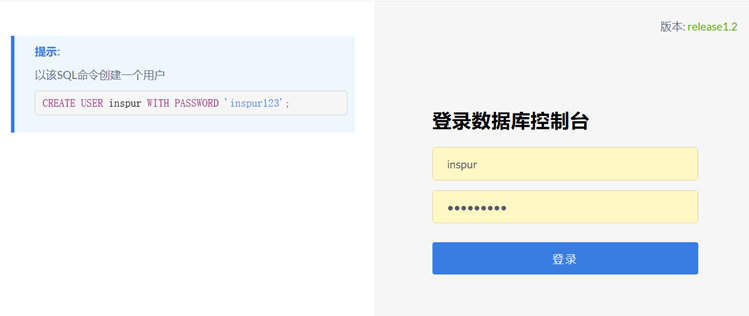 提示:
以该SQL命令创建一个用户
CREATE USER inspur WITH PASSWORD 'inspur123';
版本: release1.2
登录数据库控制台
inspur
•••••••••
登录